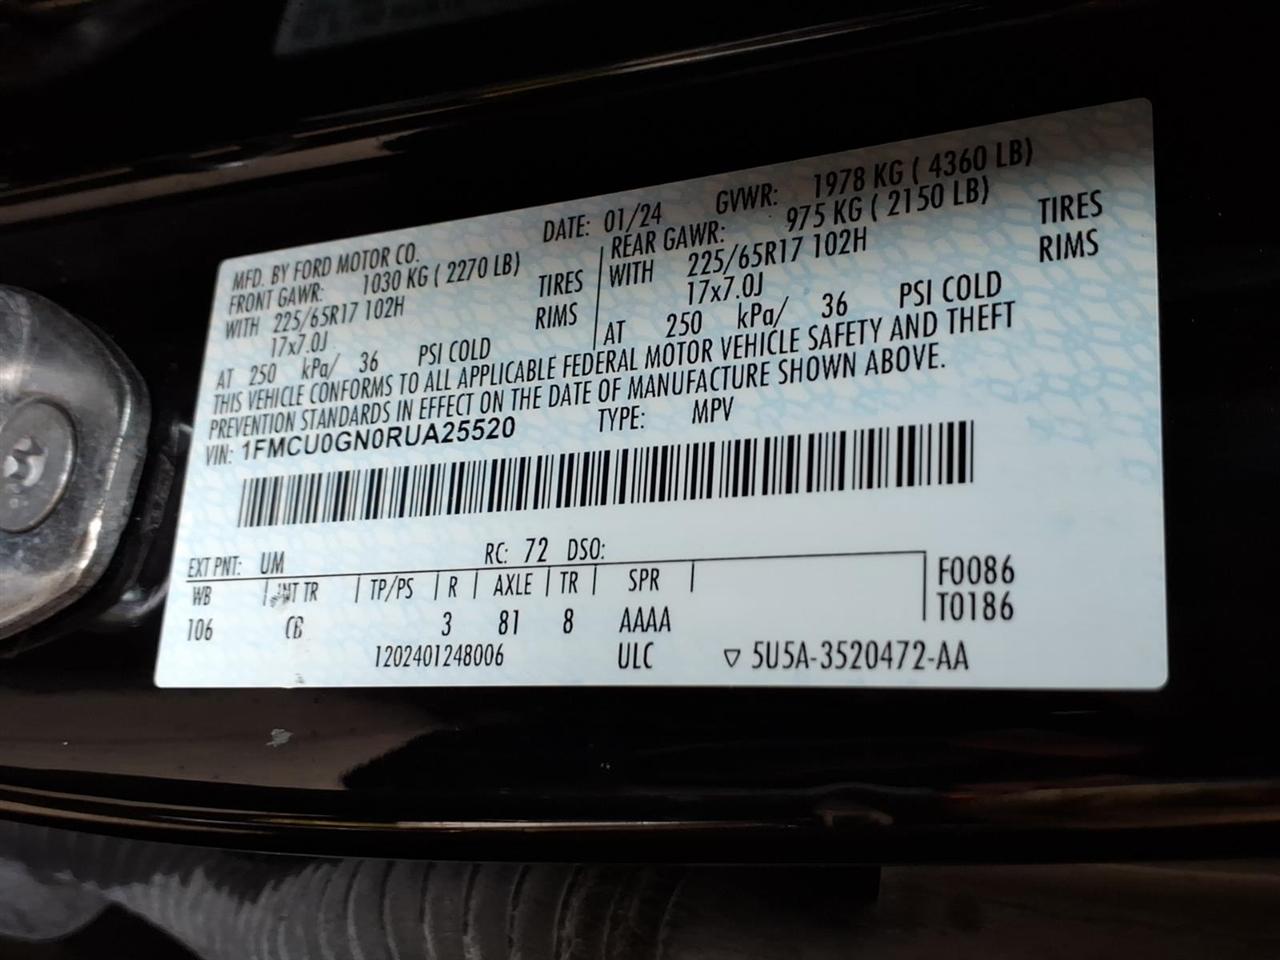 MFD. BY FORD MOTOR CO. DATE: 01/24 GVWR: 1978 KG ( 4360 LB)
FRONT GAWR: 1030 KG ( 2270 LB) REAR GAWR: 975 KG ( 2150 LB)
WITH 225/65R17 102H TIRES WITH 225/65R17 102H TIRES
17x7.0J RIMS 17x7.0J RIMS
AT 250 kPa/ 36 PSI COLD AT 250 kPa/ 36 PSI COLD
THIS VEHICLE CONFORMS TO ALL APPLICABLE FEDERAL MOTOR VEHICLE SAFETY AND THEFT
PREVENTION STANDARDS IN EFFECT ON THE DATE OF MANUFACTURE SHOWN ABOVE.
VIN: 1FMCU0GN0RUA25520 TYPE: MPV
EXT PNT: UM RC: 72 DSO:
WB INT TR TP/PS R AXLE TR SPR F0086
106 CB 3 81 8 AAAA T0186
1202401248006 ULC ▽ 5U5A-3520472-AA